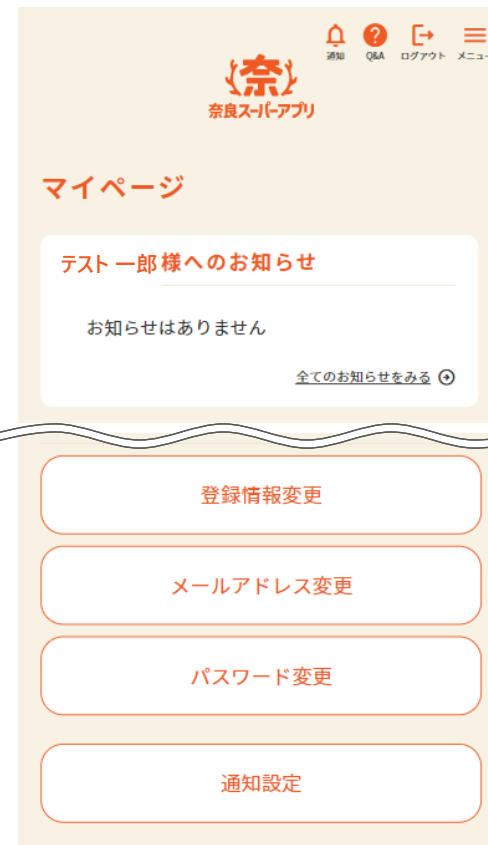 通知 Q&A ログアウト メニュー
奈
奈良スーパーアプリ
マイページ
テスト 一郎 様へのお知らせ
お知らせはありません
全てのお知らせをみる
登録情報変更
メールアドレス変更
パスワード変更
通知設定